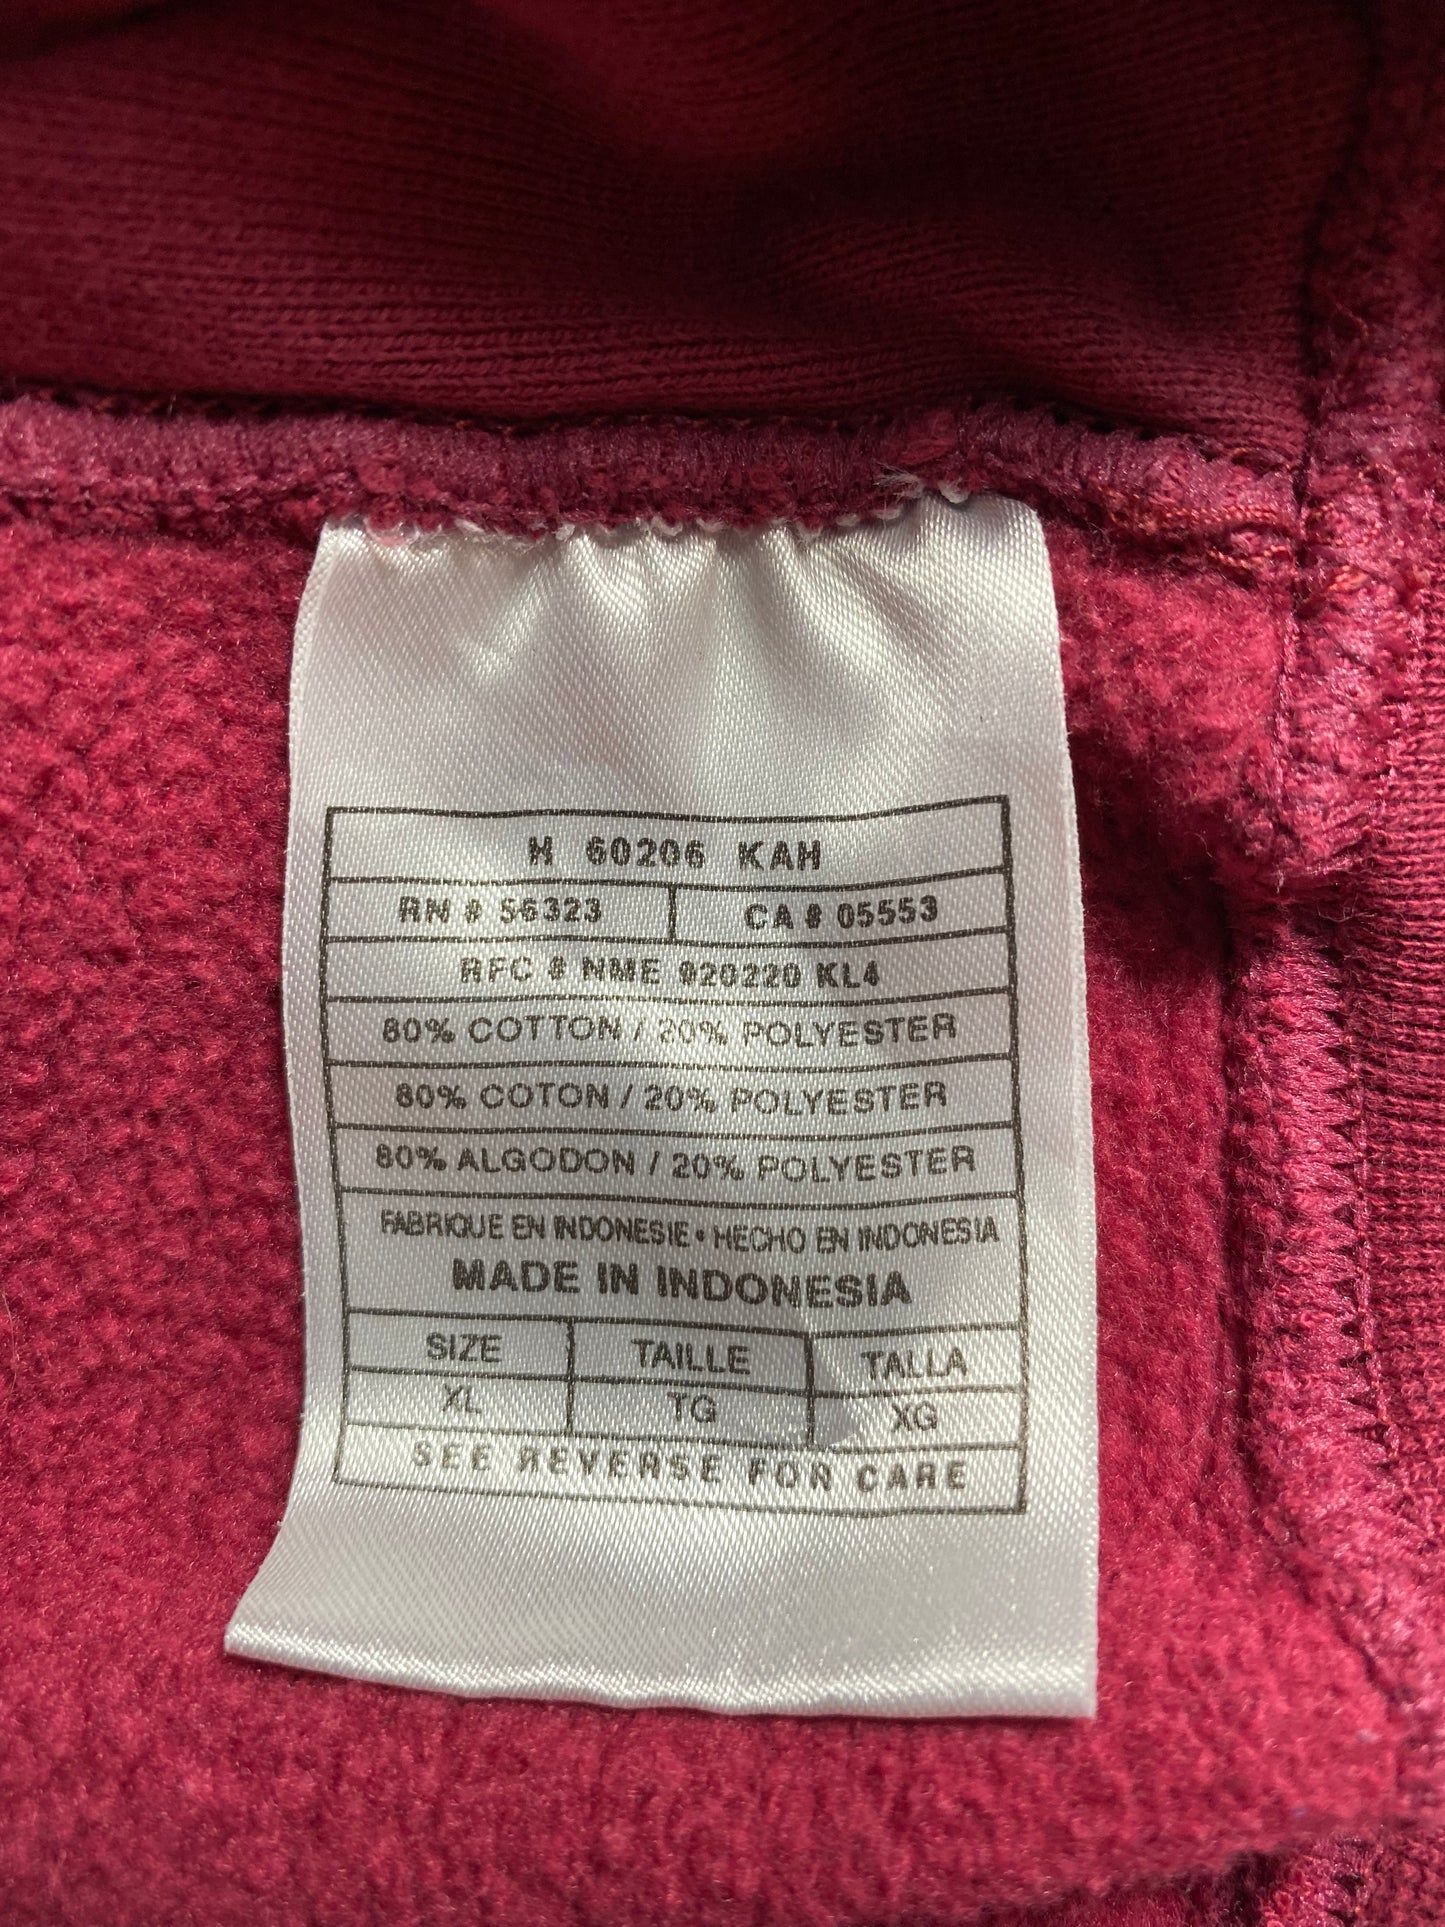 H 60206 KAH
RN # 56323 CA # 05553
RFC # NME 920220 KL4
80% COTTON / 20% POLYESTER
80% COTON / 20% POLYESTER
80% ALGODON / 20% POLYESTER
FABRIQUE EN INDONESIE • HECHO EN INDONESIA
MADE IN INDONESIA
SIZE TAILLE TALLA
XL TG XG
SEE REVERSE FOR CARE